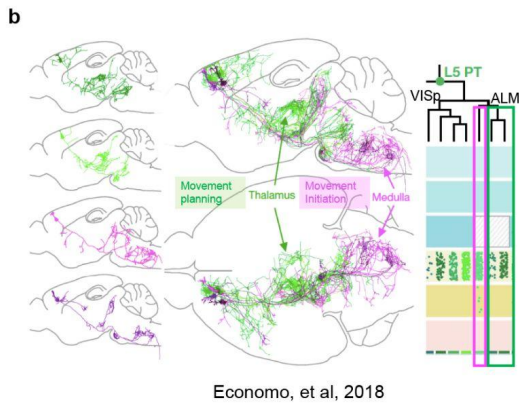 b
L5 PT
VISp
ALM
Movement
planning
Thalamus
Movement
Initiation
Medulla
Economo, et al, 2018